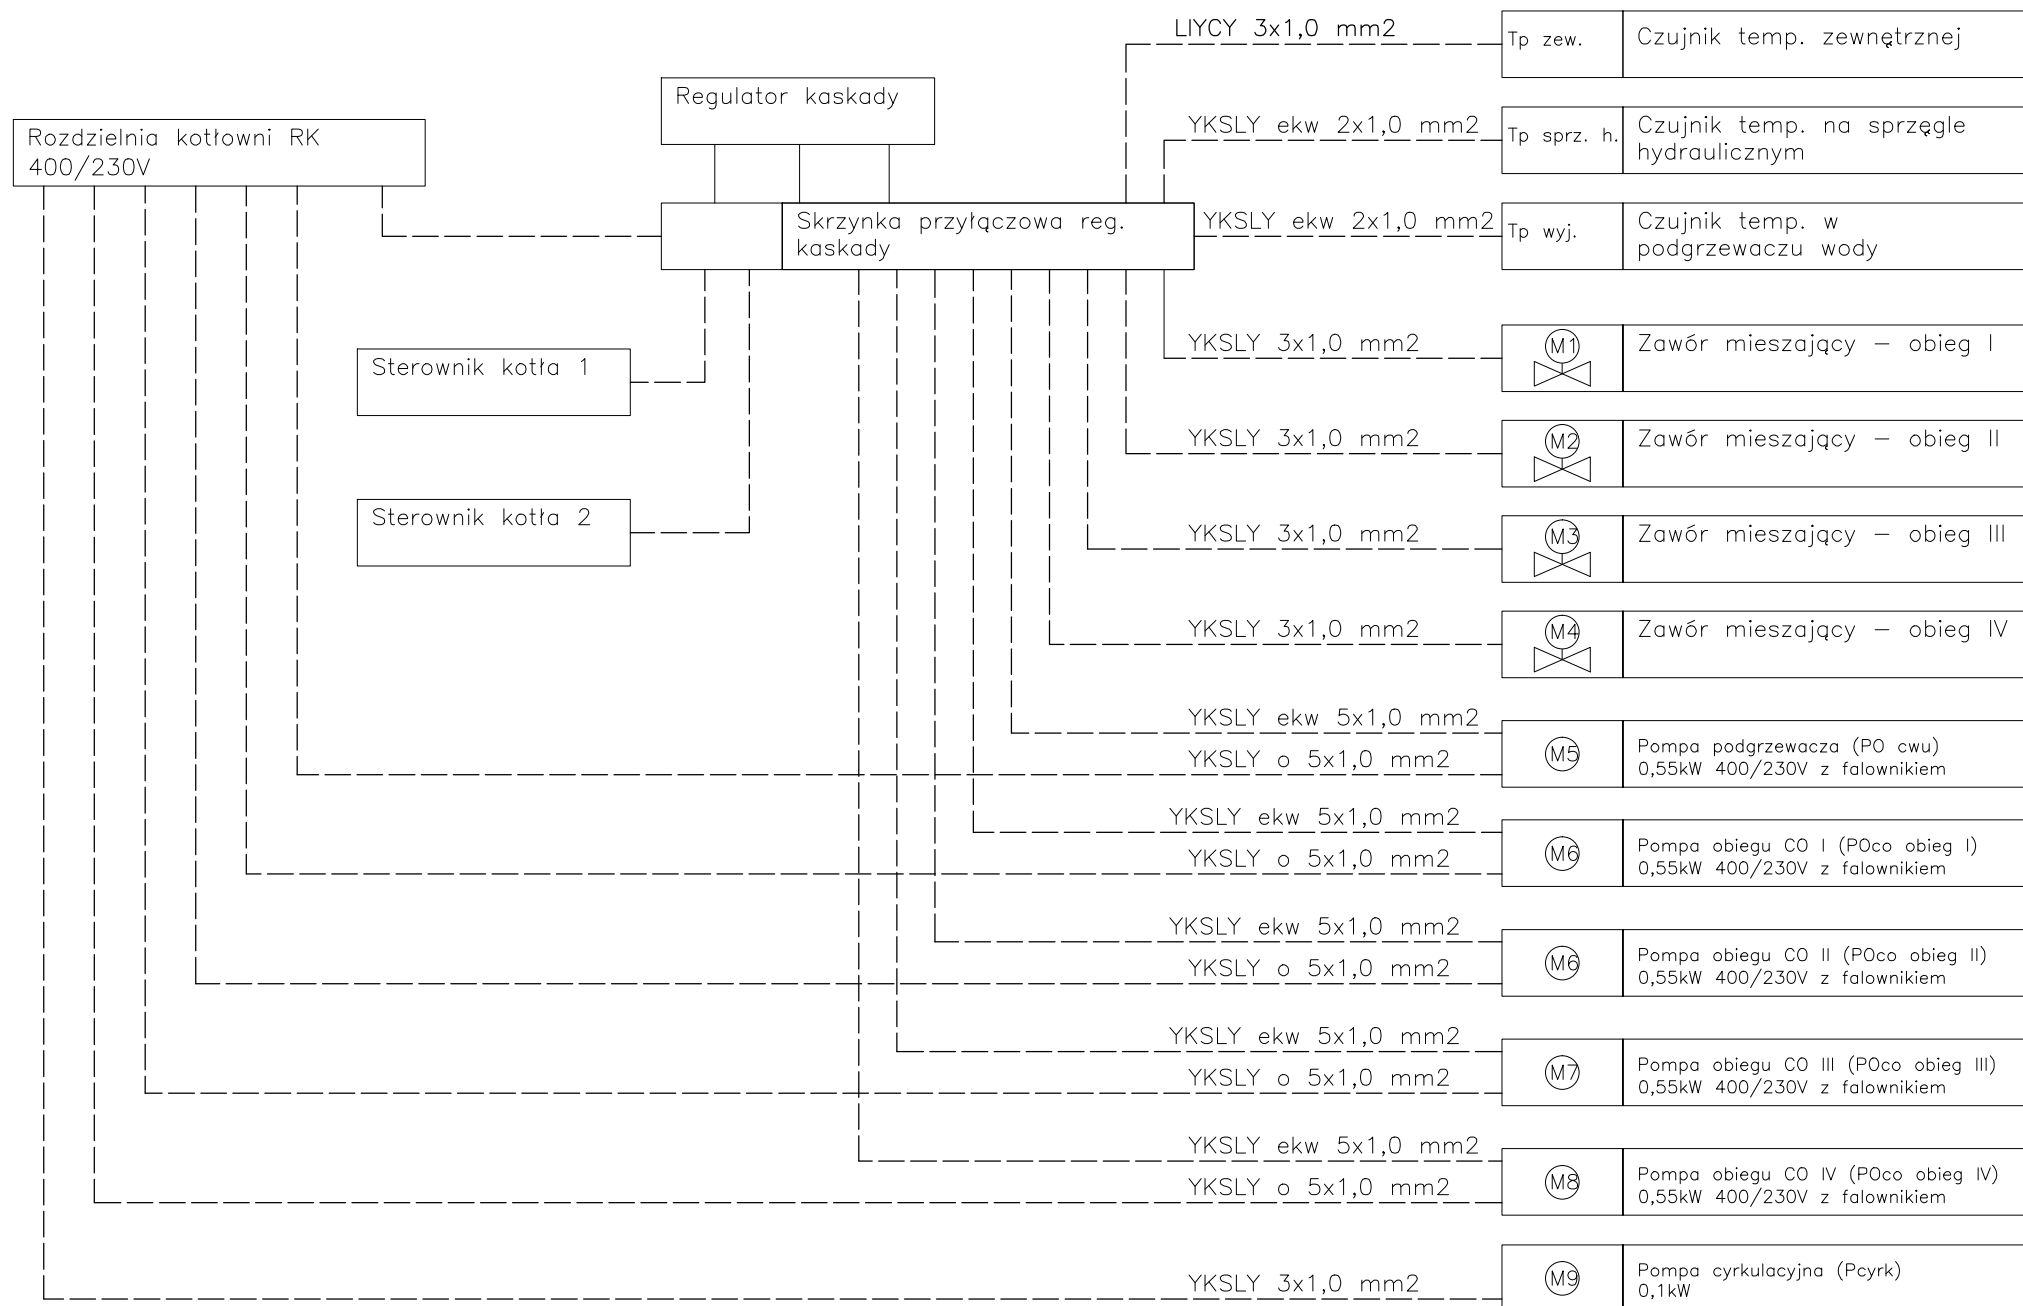 LIYCY 3x1,0 mm2
Tp zew.
Czujnik temp. zewnętrznej
Regulator kaskady
Rozdzielnia kotłowni RK
400/230V
YKSLY ekw 2x1,0 mm2
Tp sprz. h.
Czujnik temp. na sprzęgle
hydraulicznym
Skrzynka przyłączowa reg.
kaskady
YKSLY ekw 2x1,0 mm2
Tp wyj.
Czujnik temp. w
podgrzewaczu wody
Sterownik kotła 1
YKSLY 3x1,0 mm2
M1
Zawór mieszający – obieg I
YKSLY 3x1,0 mm2
M2
Zawór mieszający – obieg II
Sterownik kotła 2
YKSLY 3x1,0 mm2
M3
Zawór mieszający – obieg III
YKSLY 3x1,0 mm2
M4
Zawór mieszający – obieg IV
YKSLY ekw 5x1,0 mm2
YKSLY o 5x1,0 mm2
M5
Pompa podgrzewacza (PO cwu)
0,55kW 400/230V z falownikiem
YKSLY ekw 5x1,0 mm2
YKSLY o 5x1,0 mm2
M6
Pompa obiegu CO I (POco obieg I)
0,55kW 400/230V z falownikiem
YKSLY ekw 5x1,0 mm2
YKSLY o 5x1,0 mm2
M6
Pompa obiegu CO II (POco obieg II)
0,55kW 400/230V z falownikiem
YKSLY ekw 5x1,0 mm2
YKSLY o 5x1,0 mm2
M7
Pompa obiegu CO III (POco obieg III)
0,55kW 400/230V z falownikiem
YKSLY ekw 5x1,0 mm2
YKSLY o 5x1,0 mm2
M8
Pompa obiegu CO IV (POco obieg IV)
0,55kW 400/230V z falownikiem
YKSLY 3x1,0 mm2
M9
Pompa cyrkulacyjna (Pcyrk)
0,1kW